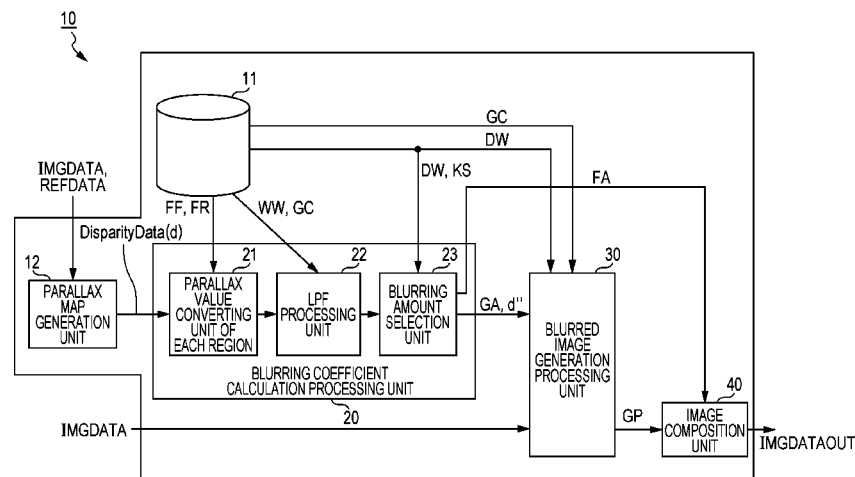 10
11
GC
DW
IMGDATA,
REFDATA
FF, FR
WW, GC
DW, KS
FA
DisparityData(d)
12
PARALLAX
MAP
GENERATION
UNIT
21
PARALLAX
VALUE
CONVERTING
UNIT OF
EACH REGION
22
LPF
PROCESSING
UNIT
23
BLURRING
AMOUNT
SELECTION
UNIT
GA, d''
30
BLURRED
IMAGE
GENERATION
PROCESSING
UNIT
BLURRING COEFFICIENT
CALCULATION PROCESSING UNIT
20
IMGDATA
GP
40
IMAGE
COMPOSITION
UNIT
IMGDATAOUT